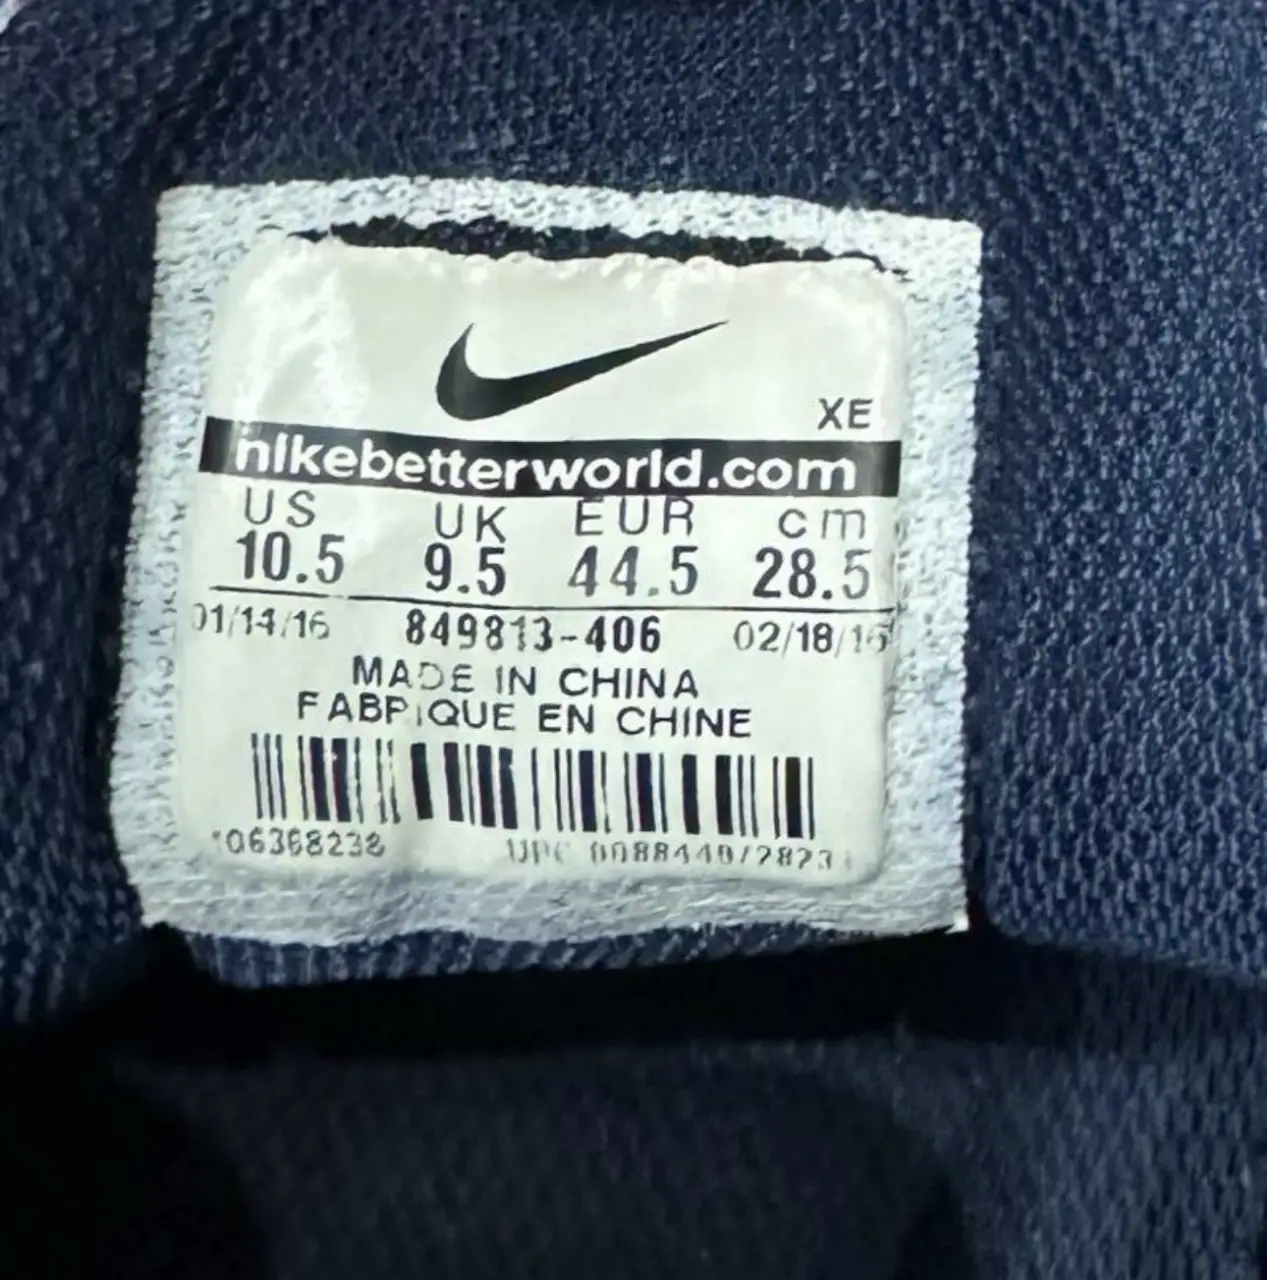 XE
nikebetterworld.com
US UK EUR cm
10.5 9.5 44.5 28.5
01/14/16 849813-406 02/18/16
MADE IN CHINA
FABRIQUE EN CHINE
UPC